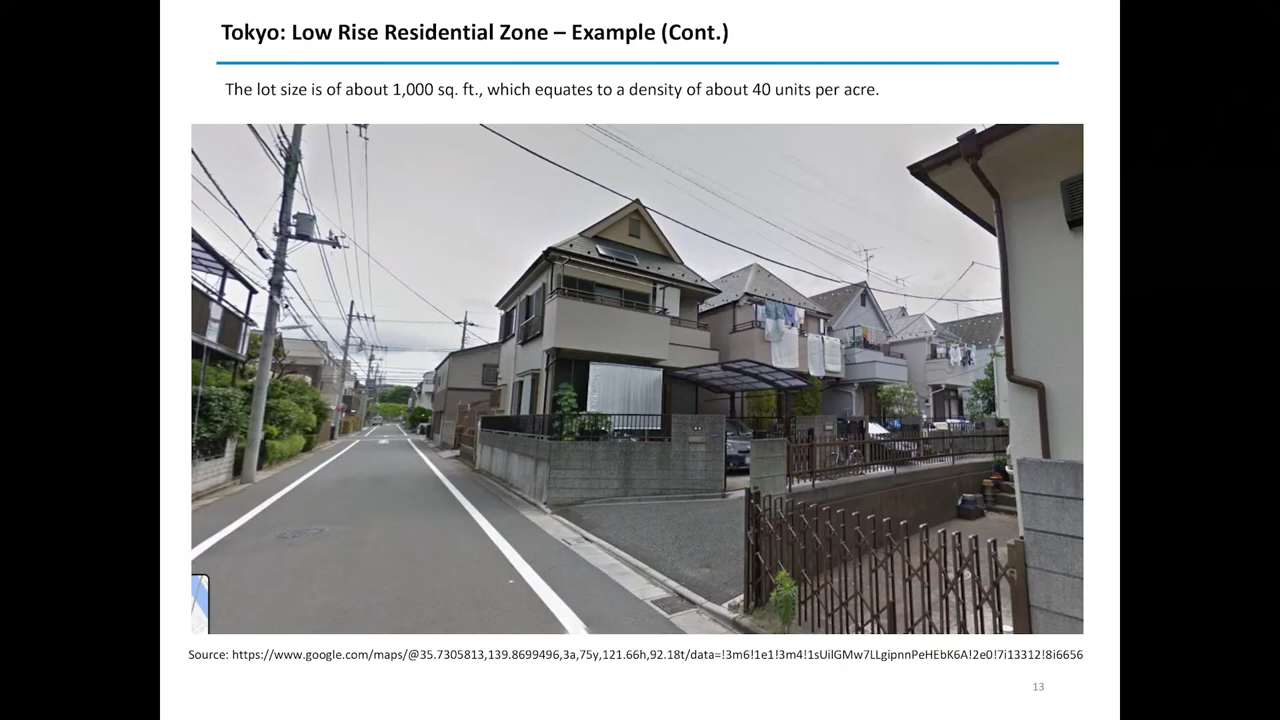 Tokyo: Low Rise Residential Zone – Example (Cont.)
The lot size is of about 1,000 sq. ft., which equates to a density of about 40 units per acre.
Source: https://www.google.com/maps/@35.7305813,139.8699496,3a,75y,121.66h,92.18t/data=!3m6!1e1!3m4!1sUilGMw7LLgipnnPeHEbK6A!2e0!7i13312!8i6656
13